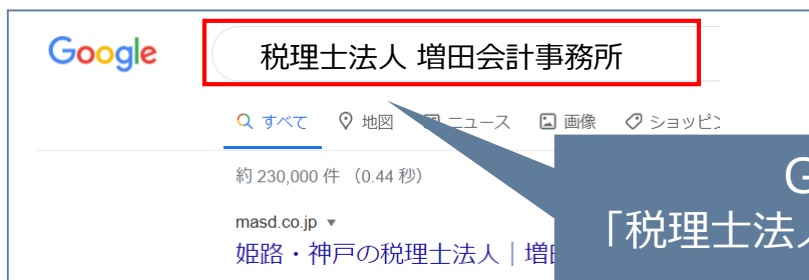 Google
税理士法人 増田会計事務所
すべて 地図 ニュース 画像 ショッピン
約 230,000 件 （0.44 秒）
masd.co.jp ▼
姫路・神戸の税理士法人｜増
G
「税理士法